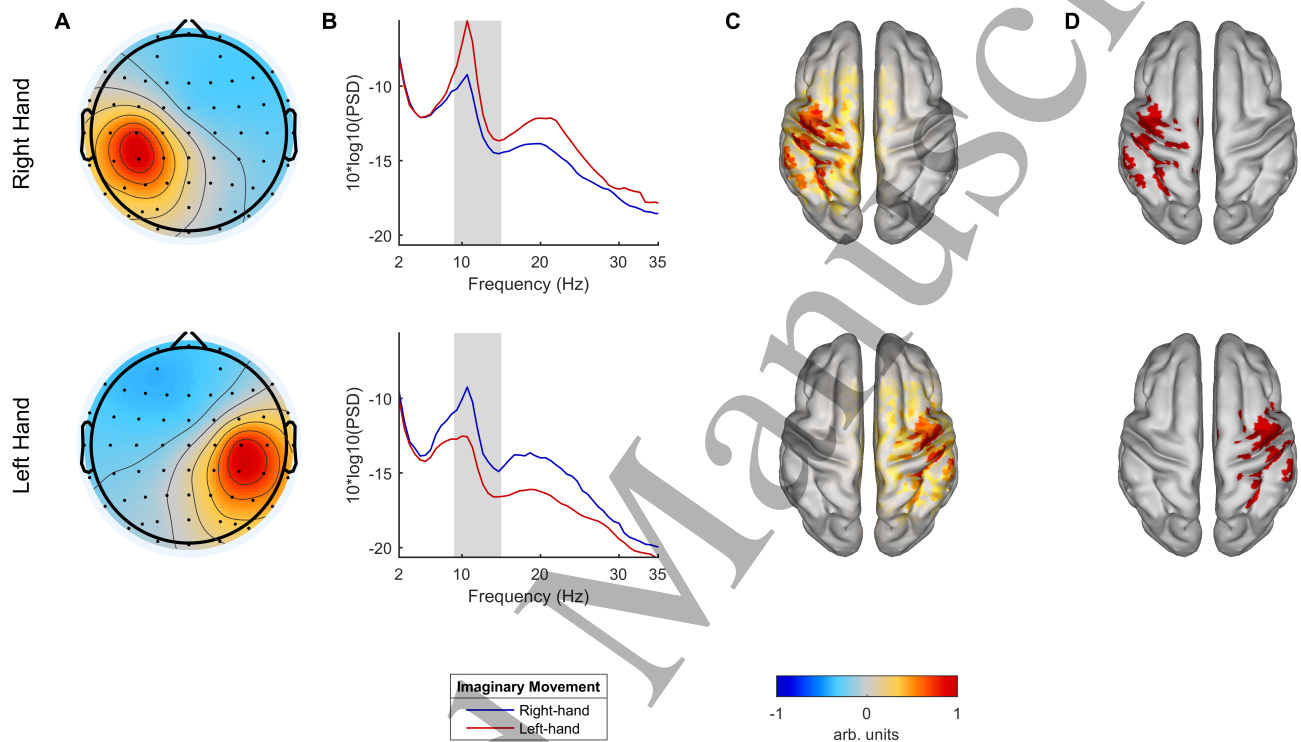 A B C D
Right Hand
10*log10(PSD)
-10
-15
-20
2 10 20 30 35
Frequency (Hz)
Left Hand
10*log10(PSD)
-10
-15
-20
2 10 20 30 35
Frequency (Hz)
Imaginary Movement
Right-hand
Left-hand
-1 0 1
arb. units
Manuscr